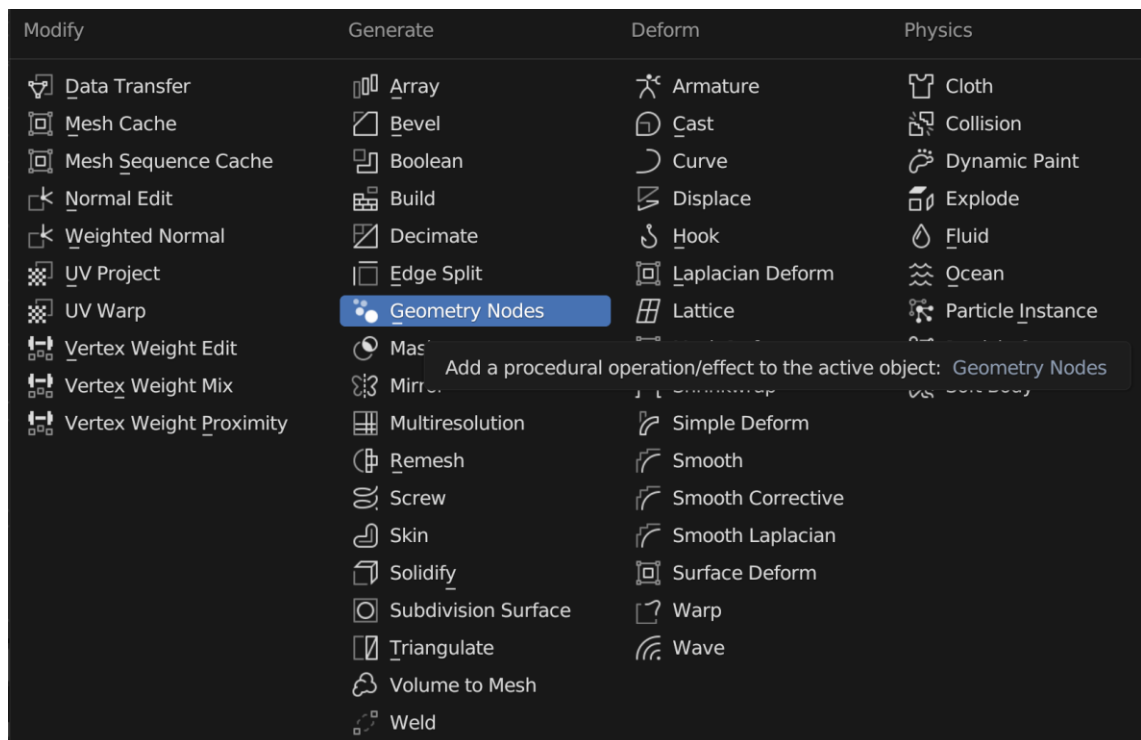 Modify
Data Transfer
Mesh Cache
Mesh Sequence Cache
Normal Edit
Weighted Normal
UV Project
UV Warp
Vertex Weight Edit
Vertex Weight Mix
Vertex Weight Proximity
Generate
Array
Bevel
Boolean
Build
Decimate
Edge Split
Geometry Nodes
Add a procedural operation/effect to the active object: Geometry Nodes
Multiresolution
Remesh
Screw
Skin
Solidify
Subdivision Surface
Triangulate
Volume to Mesh
Weld
Deform
Armature
Cast
Curve
Displace
Hook
Laplacian Deform
Lattice
Simple Deform
Smooth
Smooth Corrective
Smooth Laplacian
Surface Deform
Warp
Wave
Physics
Cloth
Collision
Dynamic Paint
Explode
Fluid
Ocean
Particle Instance